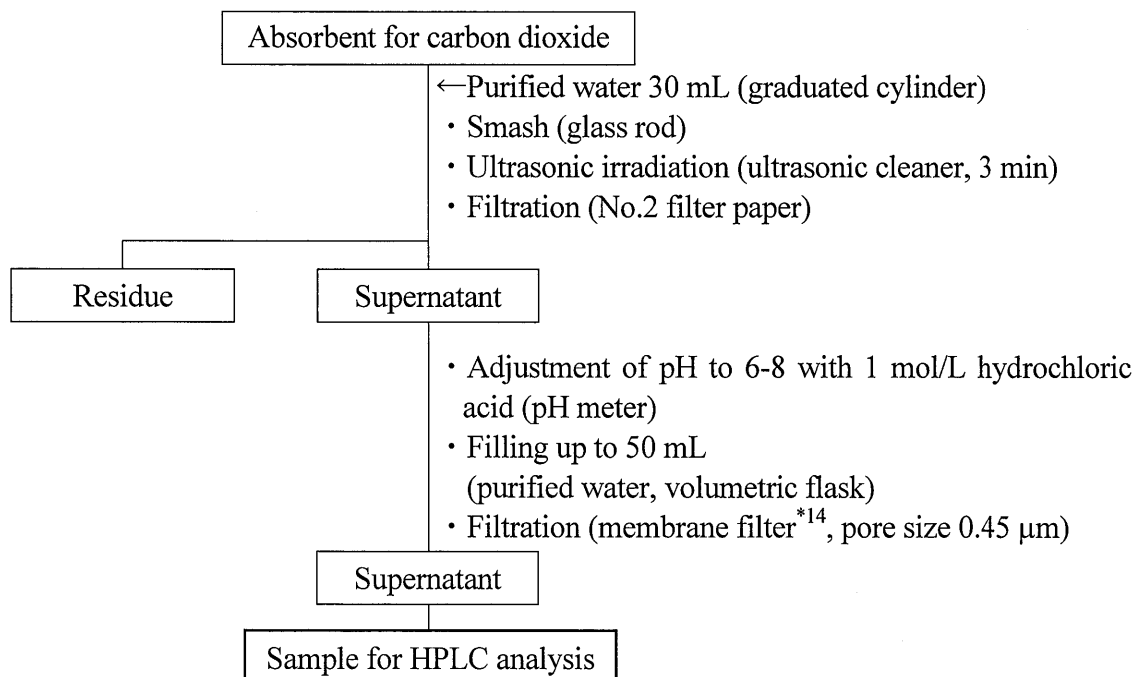 Absorbent for carbon dioxide
←Purified water 30 mL (graduated cylinder)
・Smash (glass rod)
・Ultrasonic irradiation (ultrasonic cleaner, 3 min)
・Filtration (No.2 filter paper)
Residue
Supernatant
・Adjustment of pH to 6-8 with 1 mol/L hydrochloric
acid (pH meter)
・Filling up to 50 mL
(purified water, volumetric flask)
・Filtration (membrane filter*14, pore size 0.45 μm)
Supernatant
Sample for HPLC analysis